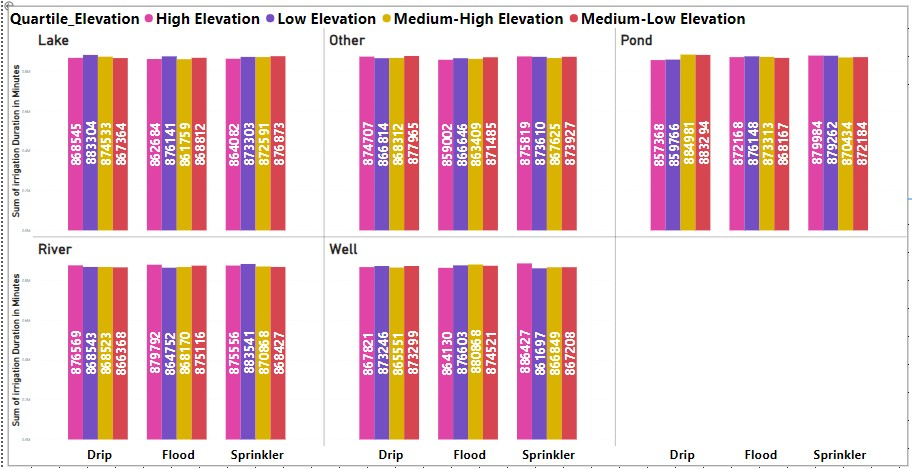 Quartile_Elevation High Elevation Low Elevation Medium-High Elevation Medium-Low Elevation
Lake
Other
Pond
Sum of irrigation Duration in Minutes
868545 883304 874533 867364
862684 876141 861759 868812
864082 873303 872591 876873
874707 866814 868312 877965
859002 866646 863409 871485
875819 873610 867625 873927
857368 859766 884981 883294
872168 876148 873313 868167
879984 879262 870434 872184
River
Well
Sum of irrigation Duration in Minutes
876569 868543 868523 866368
879792 864752 868170 875116
875556 883541 870868 868427
867821 873246 865551 873299
864130 876603 880868 874521
886427 861697 866849 867208
Drip Flood Sprinkler
Drip Flood Sprinkler
Drip Flood Sprinkler